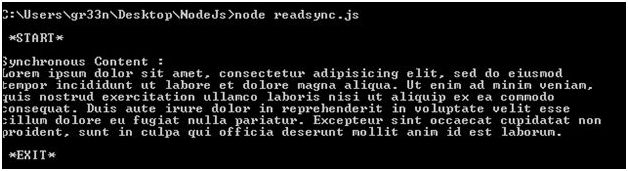 C:\Users\gr33n\Desktop\NodeJs>node readsync.js
*START*
Synchronous Content :
Lorem ipsum dolor sit amet, consectetur adipisicing elit, sed do eiusmod
tempor incididunt ut labore et dolore magna aliqua. Ut enim ad minim veniam,
quis nostrud exercitation ullamco laboris nisi ut aliquip ex ea commodo
consequat. Duis aute irure dolor in reprehenderit in voluptate velit esse
cillum dolore eu fugiat nulla pariatur. Excepteur sint occaecat cupidatat non
proident, sunt in culpa qui officia deserunt mollit anim id est laborum.
*EXIT*